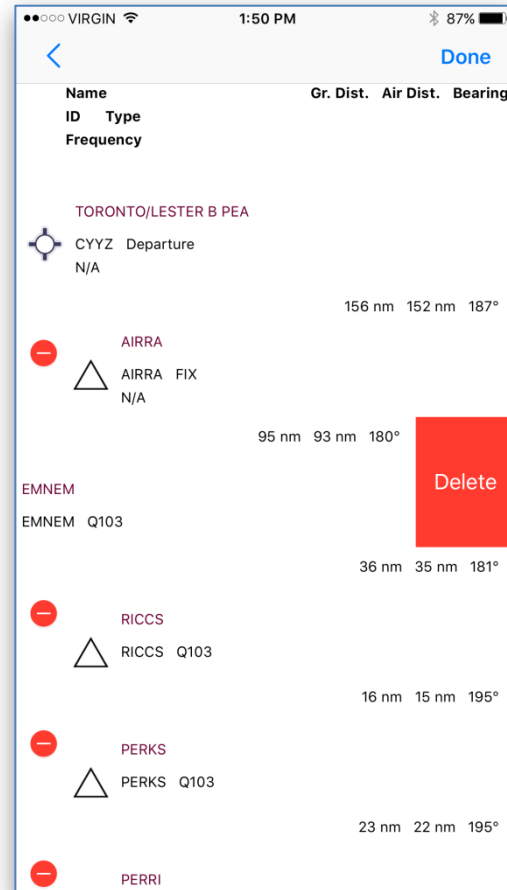 VIRGIN 1:50 PM 87%
Done
Name Gr. Dist. Air Dist. Bearing
ID Type
Frequency
TORONTO/LESTER B PEA
CYYZ Departure
N/A
156 nm 152 nm 187°
AIRRA
AIRRA FIX
N/A
95 nm 93 nm 180°
Delete
EMNEM
EMNEM Q103
36 nm 35 nm 181°
RICCS
RICCS Q103
16 nm 15 nm 195°
PERKS
PERKS Q103
23 nm 22 nm 195°
PERRI